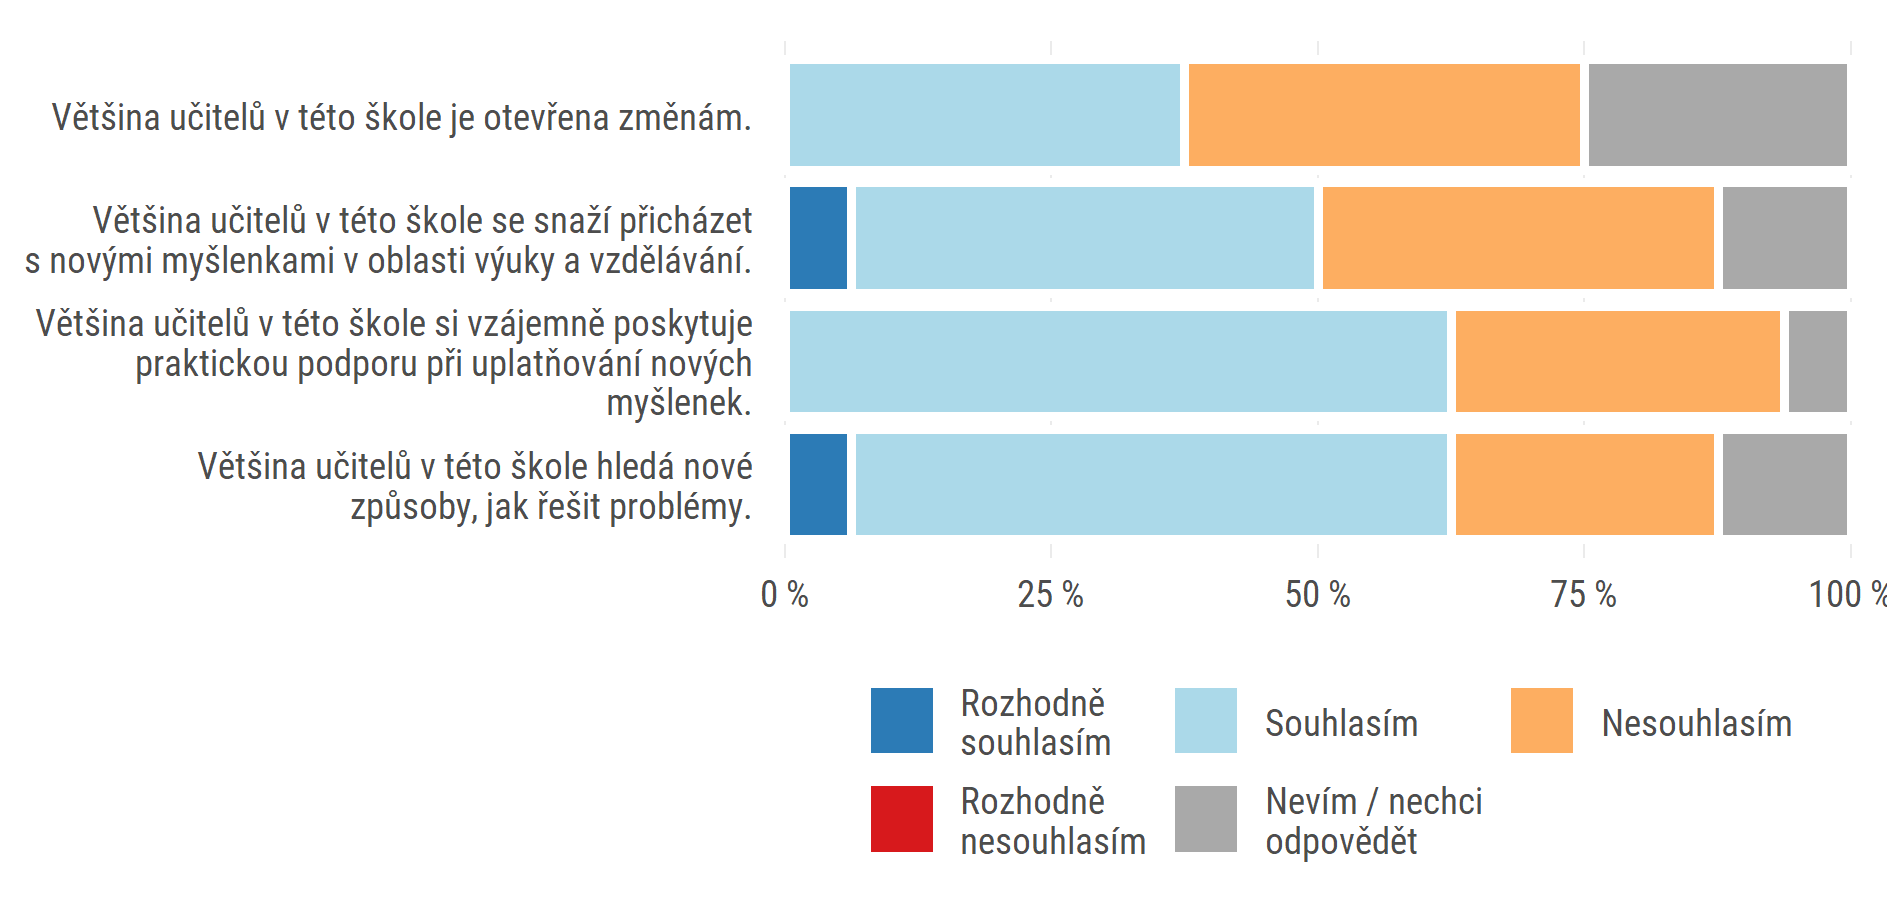 Většina učitelů v této škole je otevřena změnám.
Většina učitelů v této škole se snaží přicházet
s novými myšlenkami v oblasti výuky a vzdělávání.
Většina učitelů v této škole si vzájemně poskytuje
praktickou podporu při uplatňování nových
myšlenek.
Většina učitelů v této škole hledá nové
způsoby, jak řešit problémy.
0 % 25 % 50 % 75 % 100 %
Rozhodně
souhlasím
Souhlasím
Nesouhlasím
Rozhodně
nesouhlasím
Nevím / nechci
odpovědět